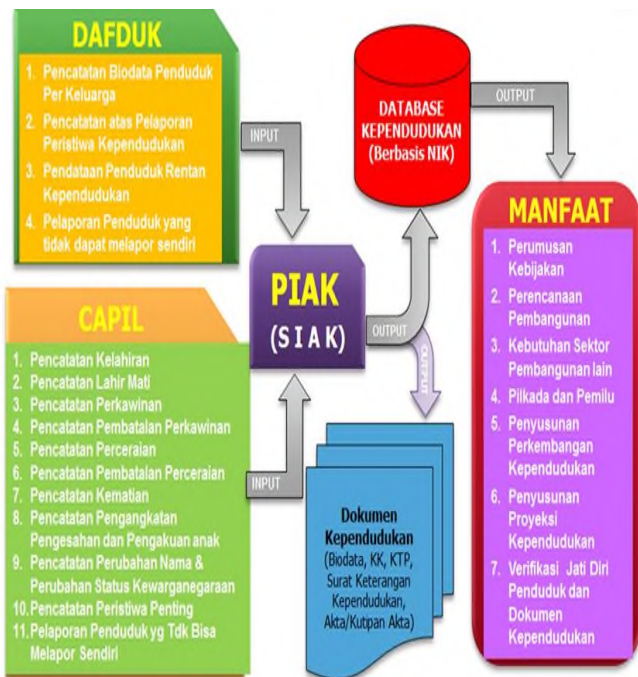 DAFDUK
1. Pencatatan Biodata Penduduk
Per Keluarga
2. Pencatatan atas Pelaporan
Peristiwa Kependudukan
3. Pendataan Penduduk Rentan
Kependudukan
4. Pelaporan Penduduk yang
tidak dapat melapor sendiri
INPUT
CAPIL
1. Pencatatan Kelahiran
2. Pencatatan Lahir Mati
3. Pencatatan Perkawinan
4. Pencatatan Pembatalan Perkawinan
5. Pencatatan Perceraian
6. Pencatatan Pembatalan Perceraian
7. Pencatatan Kematian
8. Pencatatan Pengangkatan
Pengesahan dan Pengakuan anak
9. Pencatatan Perubahan Nama &
Perubahan Status Kewarganegaraan
10. Pencatatan Peristiwa Penting
11. Pelaporan Penduduk yg Tdk Bisa
Melapor Sendiri
INPUT
PIAK
(S I A K)
OUTPUT
OUTPUT
DATABASE
KEPENDUDUKAN
(Berbasis NIK)
OUTPUT
Dokumen
Kependudukan
(Biodata, KK, KTP,
Surat Keterangan
Kependudukan,
Akta/Kutipan Akta)
MANFAAT
1. Perumusan
Kebijakan
2. Perencanaan
Pembangunan
3. Kebutuhan Sektor
Pembangunan lain
4. Pilkada dan Pemilu
5. Penyusunan
Perkembangan
Kependudukan
6. Penyusunan
Proyeksi
Kependudukan
7. Verifikasi Jati Diri
Penduduk dan
Dokumen
Kependudukan